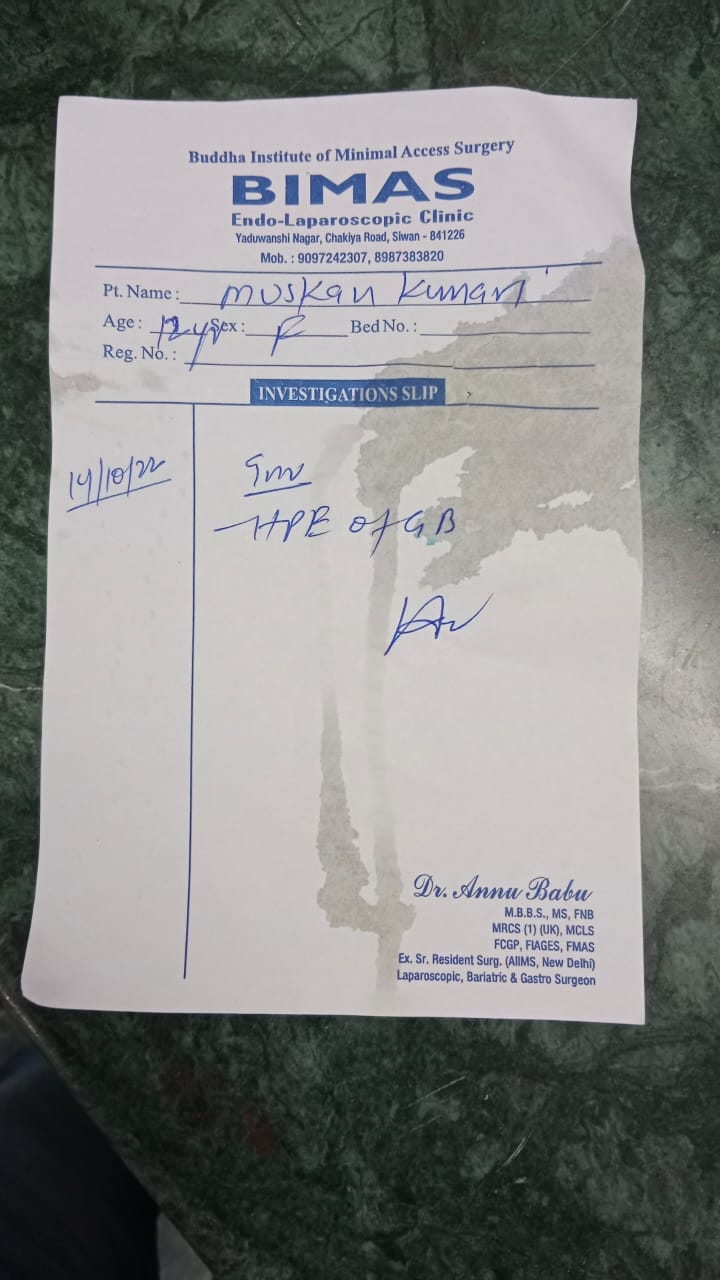 Buddha Institute of Minimal Access Surgery
BIMAS
Endo-Laparoscopic Clinic
Yaduwanshi Nagar, Chakiya Road, Siwan - 841226
Mob. : 9097242307, 8987383820
Pt. Name : Muskan Kumari
Age : 12 yr Sex : F Bed No. :
Reg. No. :
INVESTIGATIONS SLIP
14/10/22
HPE of GB
Dr. Annu Babu
M.B.B.S., MS, FNB
MRCS (1) (UK), MCLS
FCGP, FIAGES, FMAS
Ex. Sr. Resident Surg. (AIIMS, New Delhi)
Laparoscopic, Bariatric & Gastro Surgeon